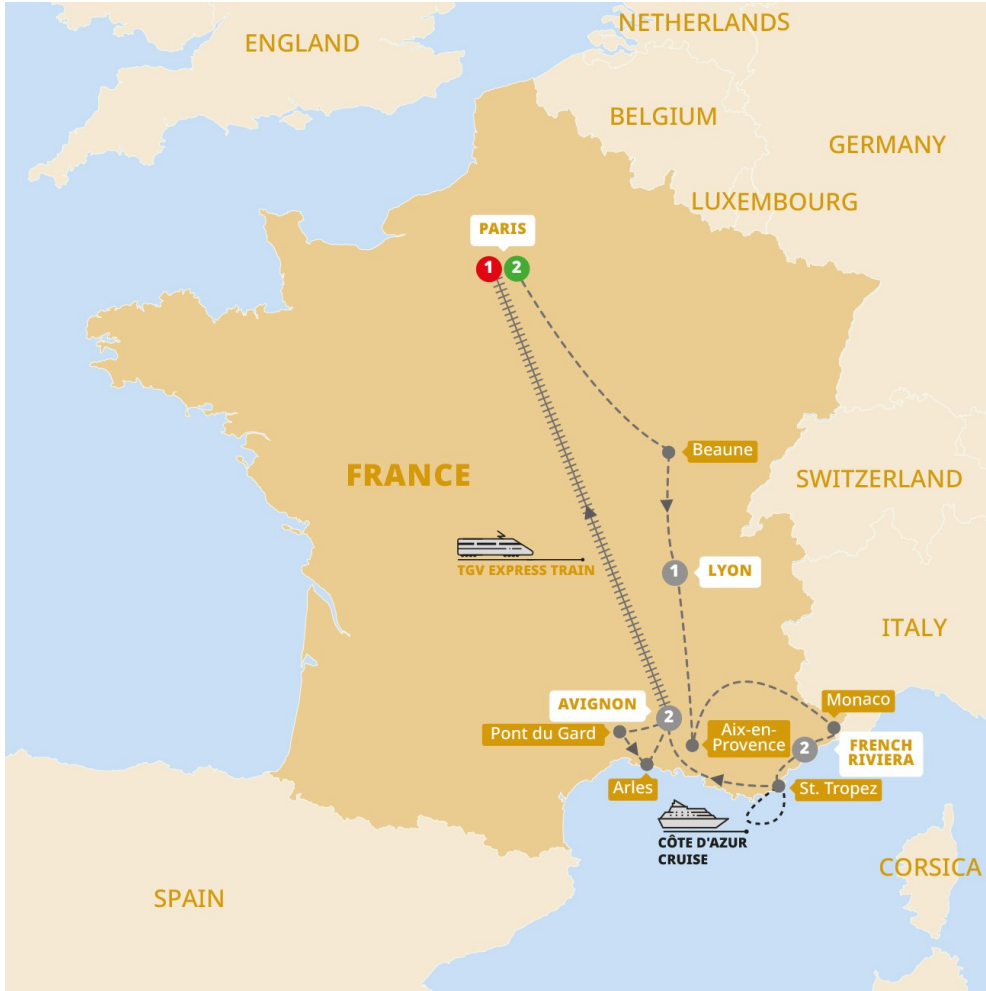 NETHERLANDS
ENGLAND
BELGIUM
GERMANY
LUXEMBOURG
PARIS
1
2
Beaune
FRANCE
SWITZERLAND
TGV EXPRESS TRAIN
1
LYON
ITALY
AVIGNON
2
Pont du Gard
Arles
Aix-en-
Provence
Monaco
2
FRENCH
RIVIERA
St. Tropez
CÔTE D'AZUR
CRUISE
CORSICA
SPAIN